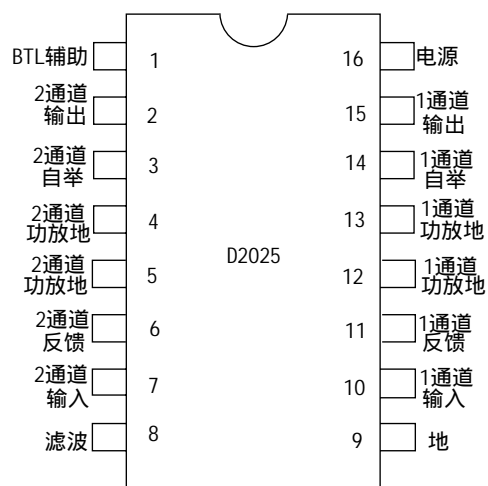 BTL辅助 1 16 电源
2通道 1通道
输出 2 15 输出
2通道 1通道
自举 3 14 自举
2通道 1通道
功放地 4 13 功放地
D2025
2通道 1通道
功放地 5 12 功放地
2通道 1通道
反馈 6 11 反馈
2通道 1通道
输入 7 10 输入
滤波 8 9 地